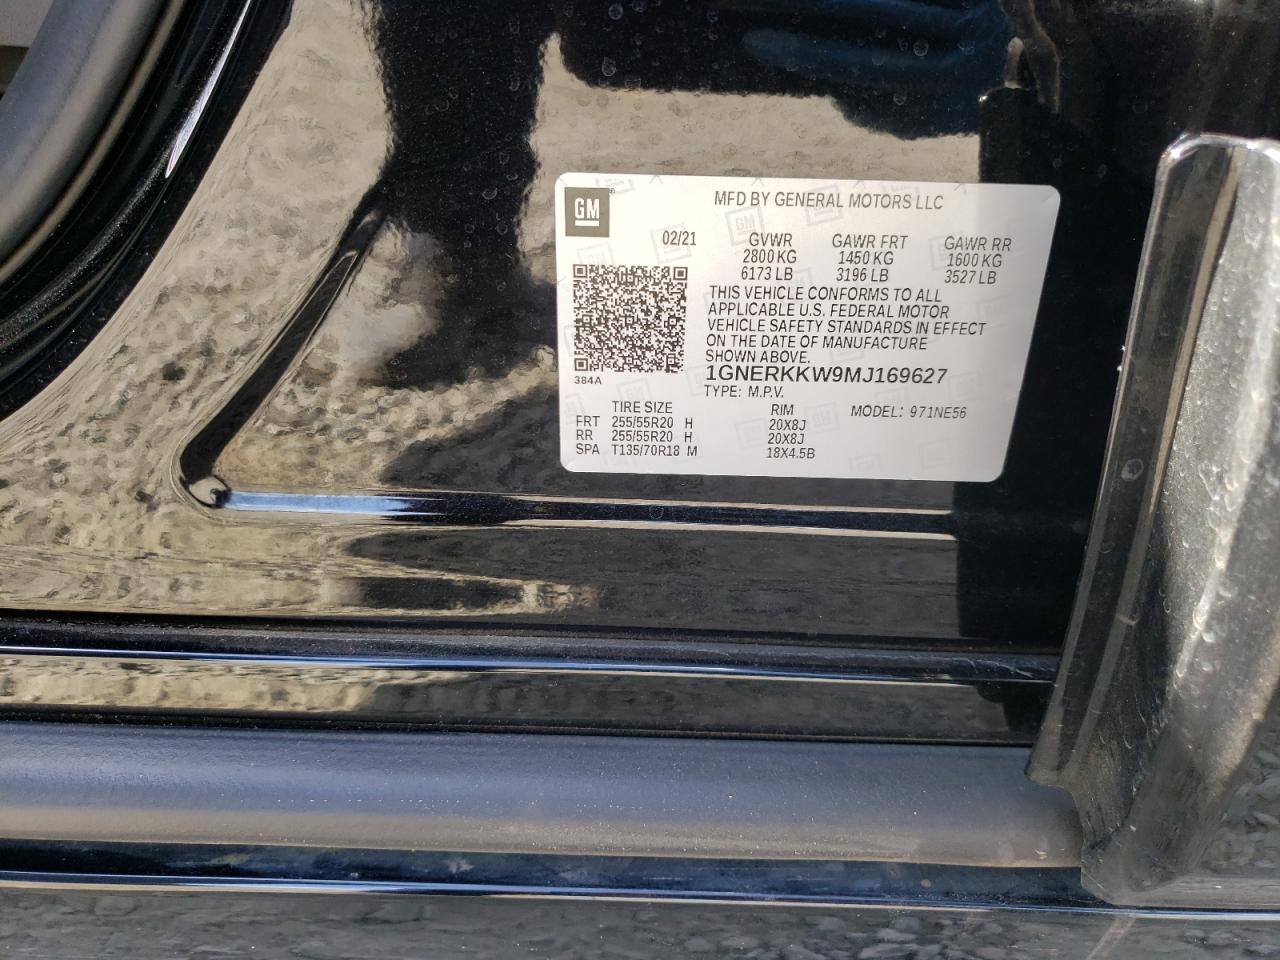 GM
MFD BY GENERAL MOTORS LLC
02/21 GVWR GAWR FRT GAWR RR
2800 KG 1450 KG 1600 KG
6173 LB 3196 LB 3527 LB
THIS VEHICLE CONFORMS TO ALL
APPLICABLE U.S. FEDERAL MOTOR
VEHICLE SAFETY STANDARDS IN EFFECT
ON THE DATE OF MANUFACTURE
SHOWN ABOVE.
1GNERKKW9MJ169627
384A
TYPE: M.P.V.
TIRE SIZE RIM MODEL: 971NE56
FRT 255/55R20 H 20X8J
RR 255/55R20 H 20X8J
SPA T135/70R18 M 18X4.5B